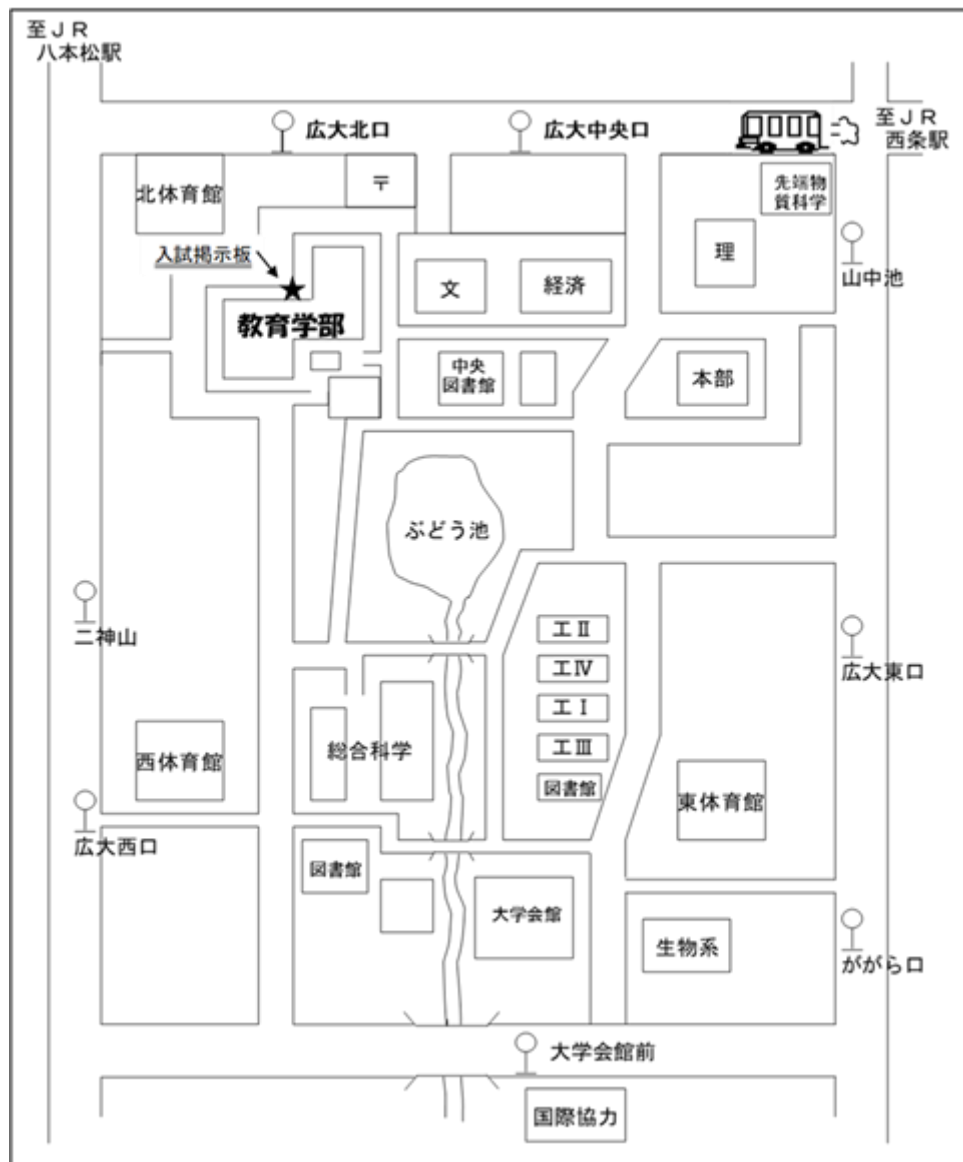 至ＪＲ
八本松駅
広大北口
広大中央口
至ＪＲ
西条駅
北体育館
〒
先端物
質科学
入試掲示板
文
経済
理
山中池
教育学部
中央
図書館
本部
ぶどう池
二神山
工Ⅱ
工Ⅳ
工Ⅰ
工Ⅲ
図書館
広大東口
西体育館
総合科学
東体育館
広大西口
図書館
大学会館
生物系
ががら口
大学会館前
国際協力